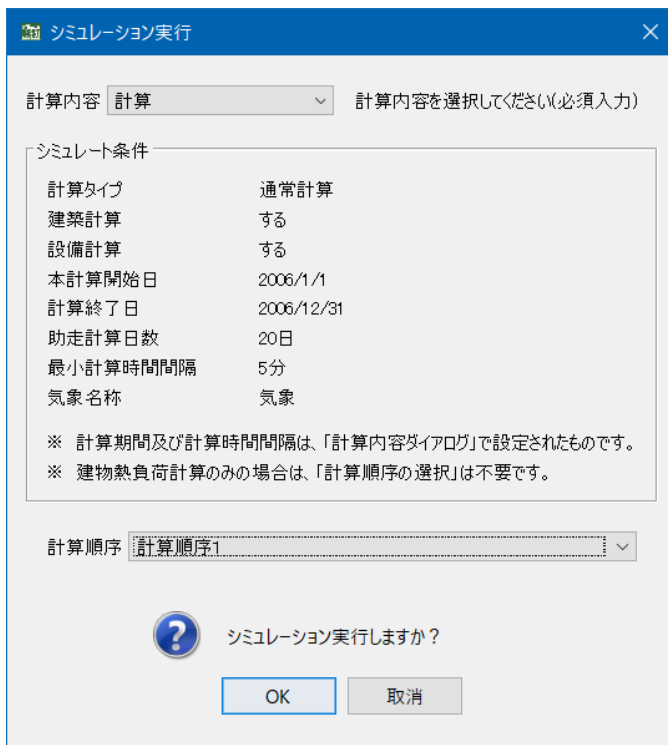 シミュレーション実行
計算内容 計算 計算内容を選択してください(必須入力)
シミュレート条件
計算タイプ 通常計算
建築計算 する
設備計算 する
本計算開始日 2006/1/1
計算終了日 2006/12/31
助走計算日数 20日
最小計算時間間隔 5分
気象名称 気象
※ 計算期間及び計算時間間隔は、「計算内容ダイアログ」で設定されたものです。
※ 建物熱負荷計算のみの場合は、「計算順序の選択」は不要です。
計算順序 計算順序1
シミュレーション実行しますか？
OK 取消